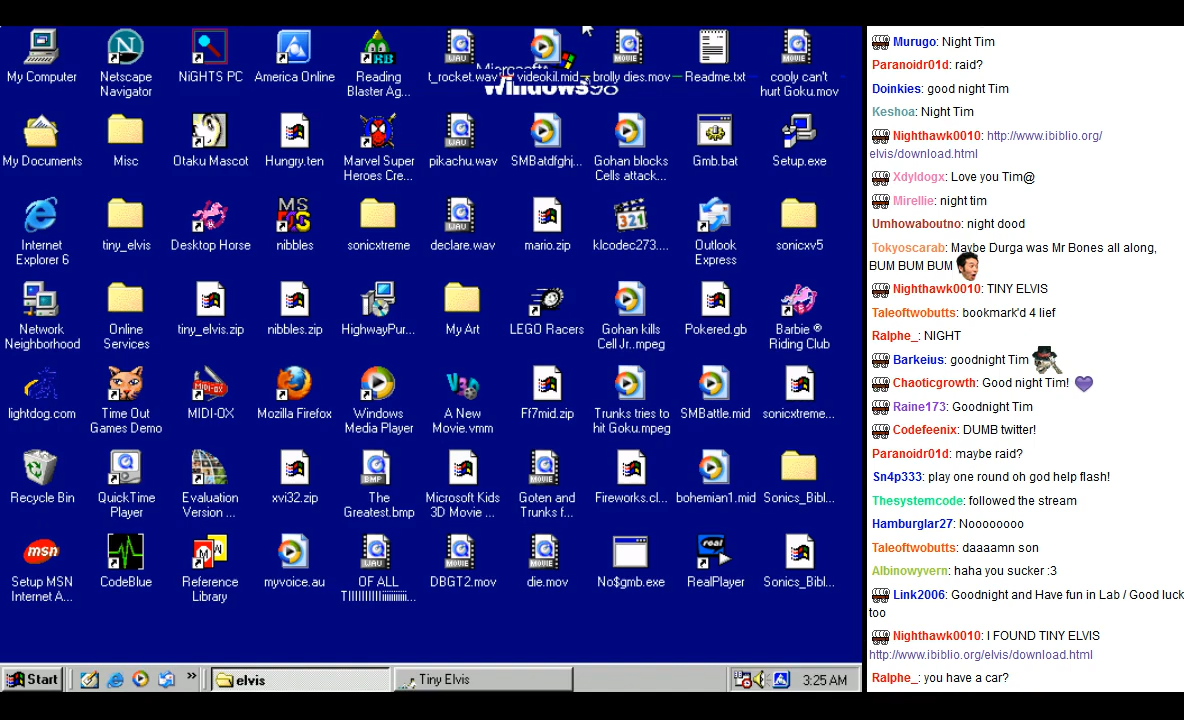 My Computer
Netscape
Navigator
NiGHTS PC
America Online
Reading
Blaster Ag...
t_rocket.wav
videokil.mid
brolly dies.mov
Readme.txt
cooly can't
hurt Goku.mov
Microsoft
Windows98
My Documents
Misc
Otaku Mascot
Hungry.ten
Marvel Super
Heroes Cre...
pikachu.wav
SMBatdfghj...
Gohan blocks
Cells attack...
Gmb.bat
Setup.exe
Internet
Explorer 6
tiny_elvis
Desktop Horse
nibbles
sonicxtreme
declare.wav
mario.zip
klcodec273....
Outlook
Express
sonicxv5
Network
Neighborhood
Online
Services
tiny_elvis.zip
nibbles.zip
HighwayPur...
My Art
LEGO Racers
Gohan kills
Cell Jr..mpeg
Pokered.gb
Barbie ®
Riding Club
lightdog.com
Time Out
Games Demo
MIDI-OX
Mozilla Firefox
Windows
Media Player
A New
Movie.vmm
Ff7mid.zip
Trunks tries to
hit Goku.mpeg
SMBattle.mid
sonicxtreme...
Recycle Bin
QuickTime
Player
Evaluation
Version ...
xvi32.zip
The
Greatest.bmp
Microsoft Kids
3D Movie ...
Goten and
Trunks f...
Fireworks.cl...
bohemian1.mid
Sonics_Bibl...
Setup MSN
Internet A...
CodeBlue
Reference
Library
myvoice.au
OF ALL
TIIIIIIIIIIiiiiiiiiii...
DBGT2.mov
die.mov
No$gmb.exe
RealPlayer
Sonics_Bibl...
Start
elvis
Tiny Elvis
3:25 AM
Murugo: Night Tim
Paranoidr01d: raid?
Doinkies: good night Tim
Keshoa: Night Tim
Nighthawk0010: http://www.ibiblio.org/
elvis/download.html
Xdyldogx: Love you Tim@
Mirellie: night tim
Umhowaboutno: night dood
Tokyoscarab: Maybe Durga was Mr Bones all along,
BUM BUM BUM
Nighthawk0010: TINY ELVIS
Taleoftwobutts: bookmark'd 4 lief
Ralphe_: NIGHT
Barkeius: goodnight Tim
Chaoticgrowth: Good night Tim!
Raine173: Goodnight Tim
Codefeenix: DUMB twitter!
Paranoidr01d: maybe raid?
Sn4p333: play one round oh god help flash!
Thesystemcode: followed the stream
Hamburglar27: Noooooooo
Taleoftwobutts: daaaamn son
Albinowyvern: haha you sucker :3
Link2006: Goodnight and Have fun in Lab / Good luck
too
Nighthawk0010: I FOUND TINY ELVIS
http://www.ibiblio.org/elvis/download.html
Ralphe_: you have a car?